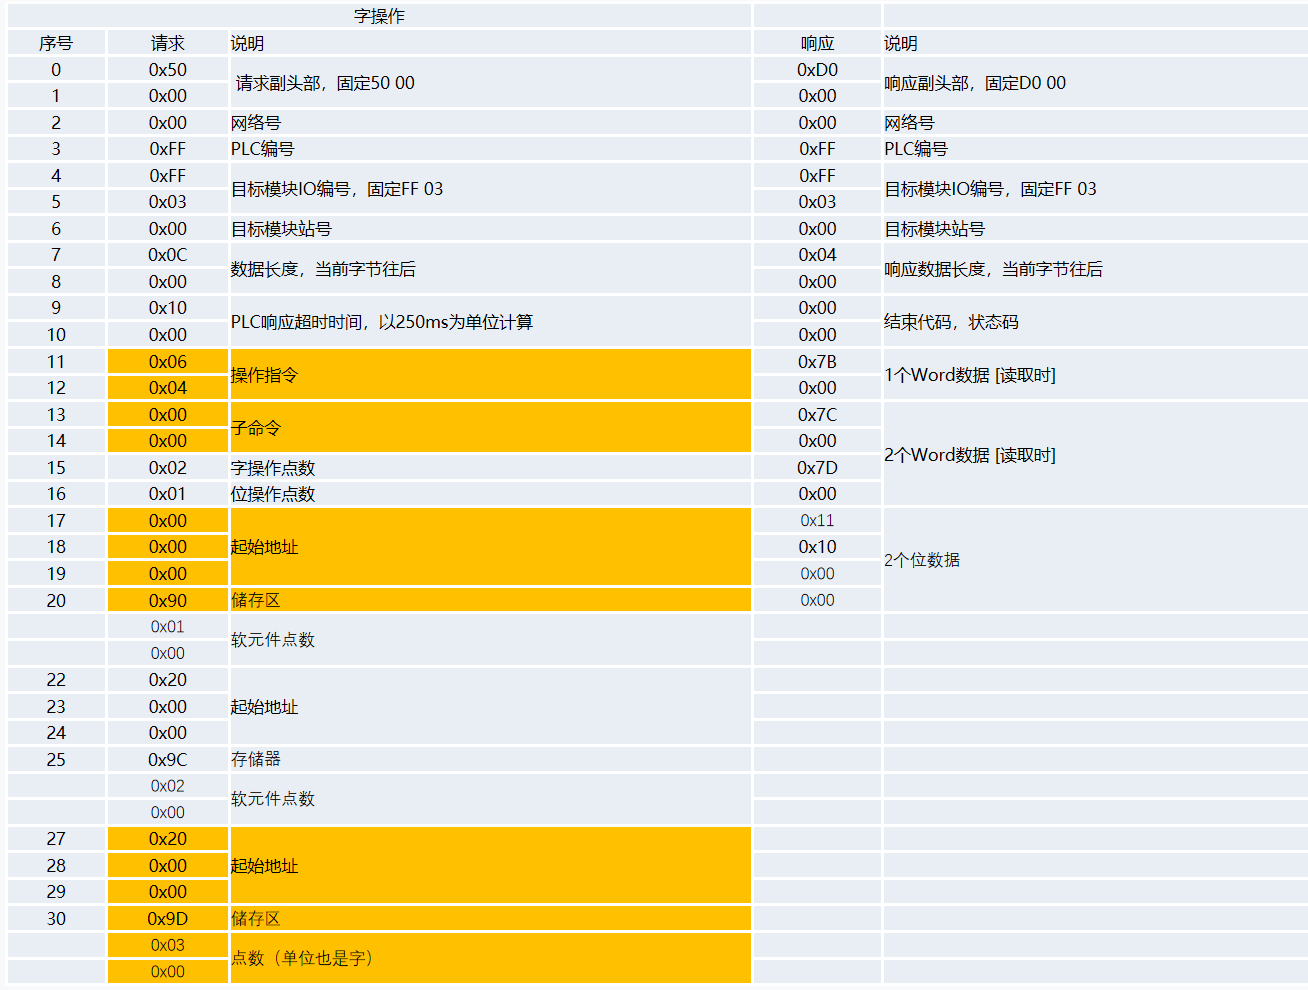 字操作
序号 请求 说明 响应 说明
0 0x50 请求副头部，固定50 00 0xD0 响应副头部，固定D0 00
1 0x00 0x00
2 0x00 网络号 0x00 网络号
3 0xFF PLC编号 0xFF PLC编号
4 0xFF 目标模块IO编号，固定FF 03 0xFF 目标模块IO编号，固定FF 03
5 0x03 0x03
6 0x00 目标模块站号 0x00 目标模块站号
7 0x0C 数据长度，当前字节往后 0x04 响应数据长度，当前字节往后
8 0x00 0x00
9 0x10 PLC响应超时时间，以250ms为单位计算 0x00 结束代码，状态码
10 0x00 0x00
11 0x06 操作指令 0x7B 1个Word数据 [读取时]
12 0x04 0x00
13 0x00 子命令 0x7C 2个Word数据 [读取时]
14 0x00 0x00
15 0x02 字操作点数 0x7D
16 0x01 位操作点数 0x00
17 0x00 起始地址 0x11 2个位数据
18 0x00 0x10
19 0x00 0x00
20 0x90 储存区 0x00
0x01 软元件点数
0x00
22 0x20 起始地址
23 0x00
24 0x00
25 0x9C 存储器
0x02 软元件点数
0x00
27 0x20 起始地址
28 0x00
29 0x00
30 0x9D 储存区
0x03 点数（单位也是字）
0x00